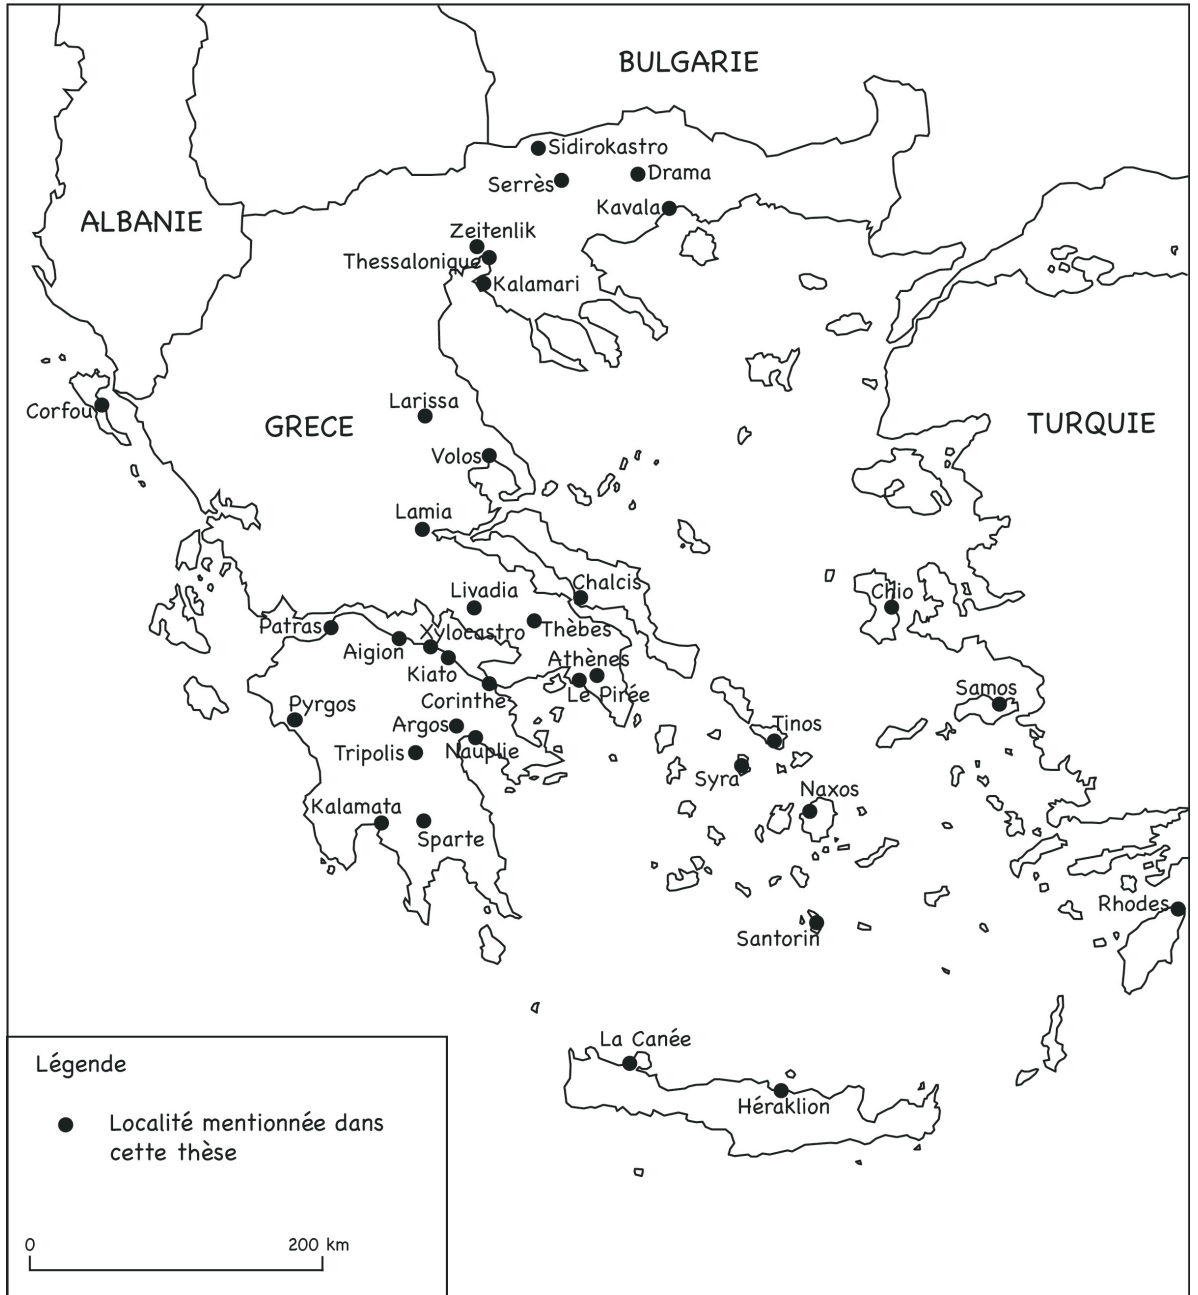 BULGARIE
Sidirokastro
Drama
Serrès
Kavala
ALBANIE
Zeitenlik
Thessalonique
Kalamari
Corfou
Larissa
GRECE
TURQUIE
Volos
Lamia
Chalcis
Livadia
Chio
Patras
Xylocastro
Thèbes
Aigion
Athènes
Kiato
Le Pirée
Corinthe
Samos
Pyrgos
Argos
Tinos
Nauplie
Tripolis
Syra
Naxos
Kalamata
Sparte
Rhodes
Santorin
La Canée
Héraklion
Légende
Localité mentionnée dans
cette thèse
0 200 km